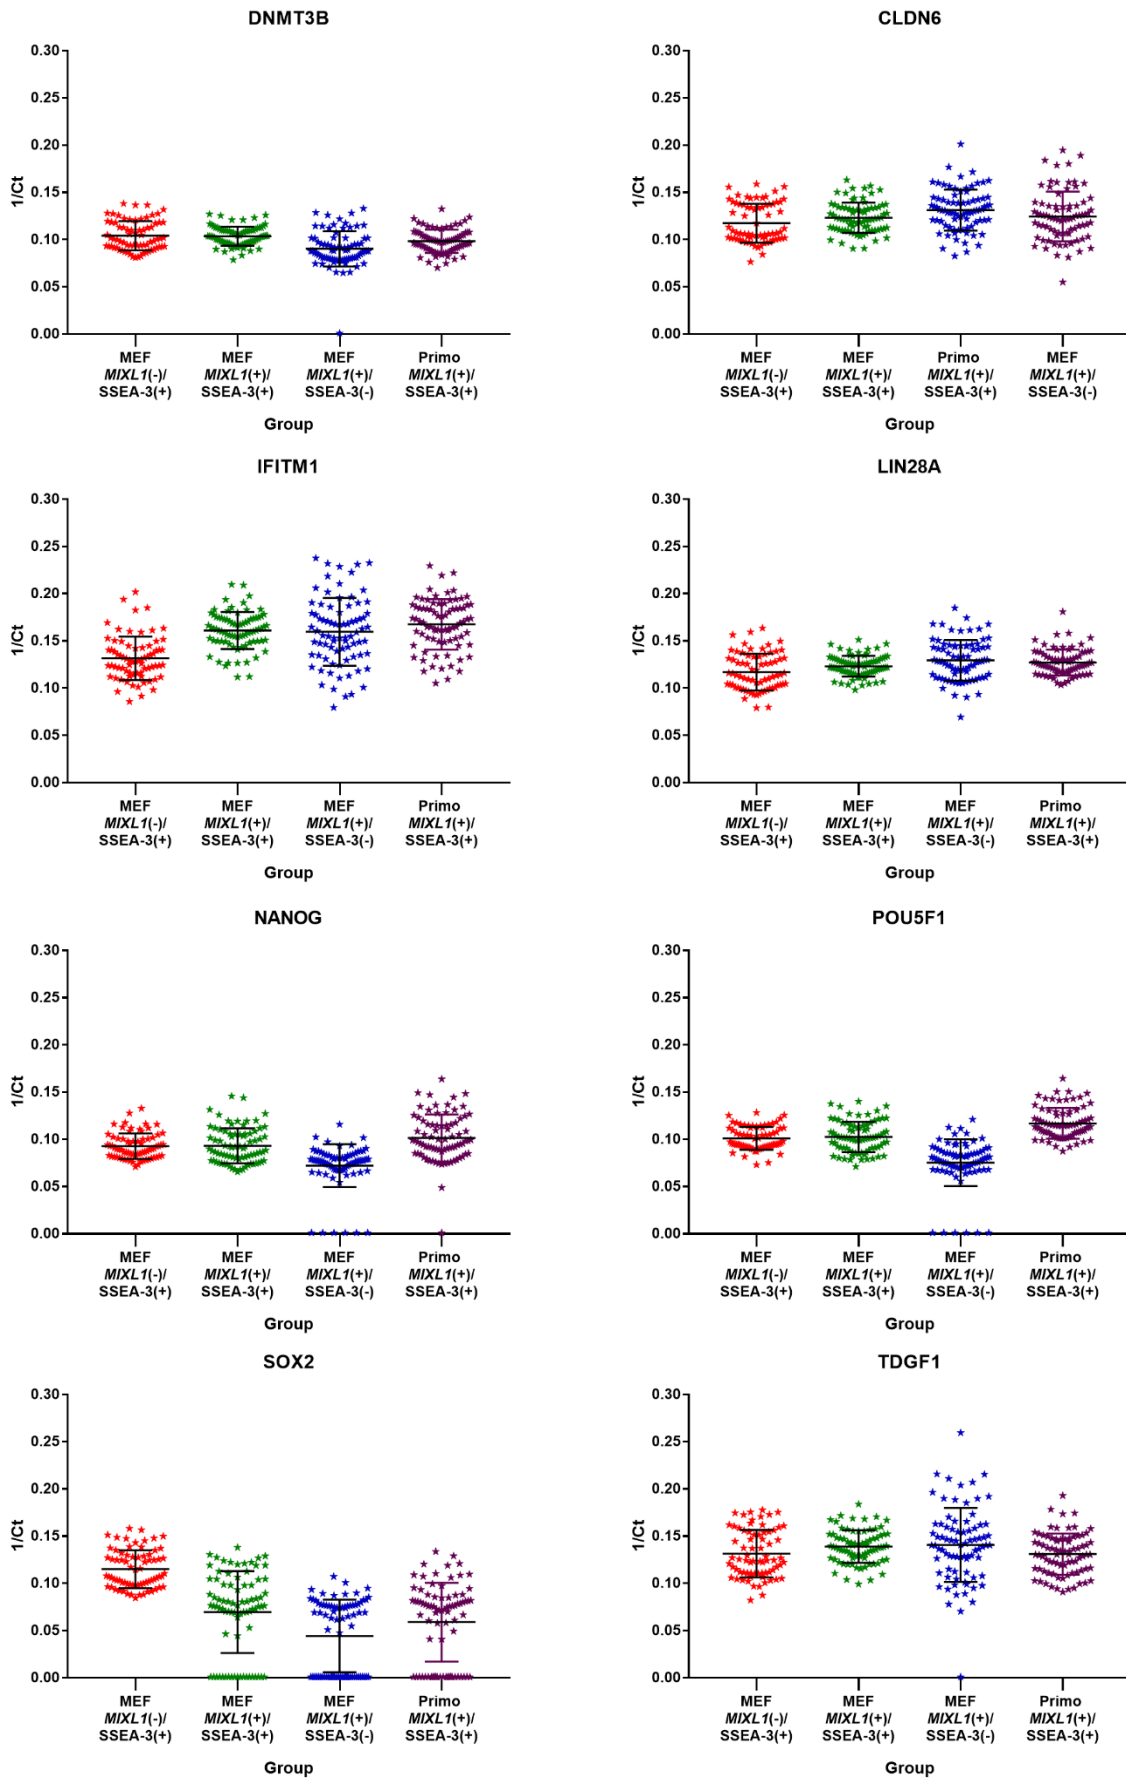 DNMT3B
0.30
0.25
0.20
0.15
0.10
0.05
0.00
1/Ct
MEF MEF MEF Primo
MIXL1(-)/ MIXL1(+)/ MIXL1(+)/ MIXL1(+)/
SSEA-3(+) SSEA-3(+) SSEA-3(-) SSEA-3(+)
Group
CLDN6
0.30
0.25
0.20
0.15
0.10
0.05
0.00
1/Ct
MEF MEF Primo MEF
MIXL1(-)/ MIXL1(+)/ MIXL1(+)/ MIXL1(+)/
SSEA-3(+) SSEA-3(+) SSEA-3(+) SSEA-3(-)
Group
IFITM1
0.30
0.25
0.20
0.15
0.10
0.05
0.00
1/Ct
MEF MEF MEF Primo
MIXL1(-)/ MIXL1(+)/ MIXL1(+)/ MIXL1(+)/
SSEA-3(+) SSEA-3(+) SSEA-3(-) SSEA-3(+)
Group
LIN28A
0.30
0.25
0.20
0.15
0.10
0.05
0.00
1/Ct
MEF MEF MEF Primo
MIXL1(-)/ MIXL1(+)/ MIXL1(+)/ MIXL1(+)/
SSEA-3(+) SSEA-3(+) SSEA-3(-) SSEA-3(+)
Group
NANOG
0.30
0.25
0.20
0.15
0.10
0.05
0.00
1/Ct
MEF MEF MEF Primo
MIXL1(-)/ MIXL1(+)/ MIXL1(+)/ MIXL1(+)/
SSEA-3(+) SSEA-3(+) SSEA-3(-) SSEA-3(+)
Group
POU5F1
0.30
0.25
0.20
0.15
0.10
0.05
0.00
1/Ct
MEF MEF MEF Primo
MIXL1(-)/ MIXL1(+)/ MIXL1(+)/ MIXL1(+)/
SSEA-3(+) SSEA-3(+) SSEA-3(-) SSEA-3(+)
Group
SOX2
0.30
0.25
0.20
0.15
0.10
0.05
0.00
1/Ct
MEF MEF MEF Primo
MIXL1(-)/ MIXL1(+)/ MIXL1(+)/ MIXL1(+)/
SSEA-3(+) SSEA-3(+) SSEA-3(-) SSEA-3(+)
Group
TDGF1
0.30
0.25
0.20
0.15
0.10
0.05
0.00
1/Ct
MEF MEF MEF Primo
MIXL1(-)/ MIXL1(+)/ MIXL1(+)/ MIXL1(+)/
SSEA-3(+) SSEA-3(+) SSEA-3(-) SSEA-3(+)
Group